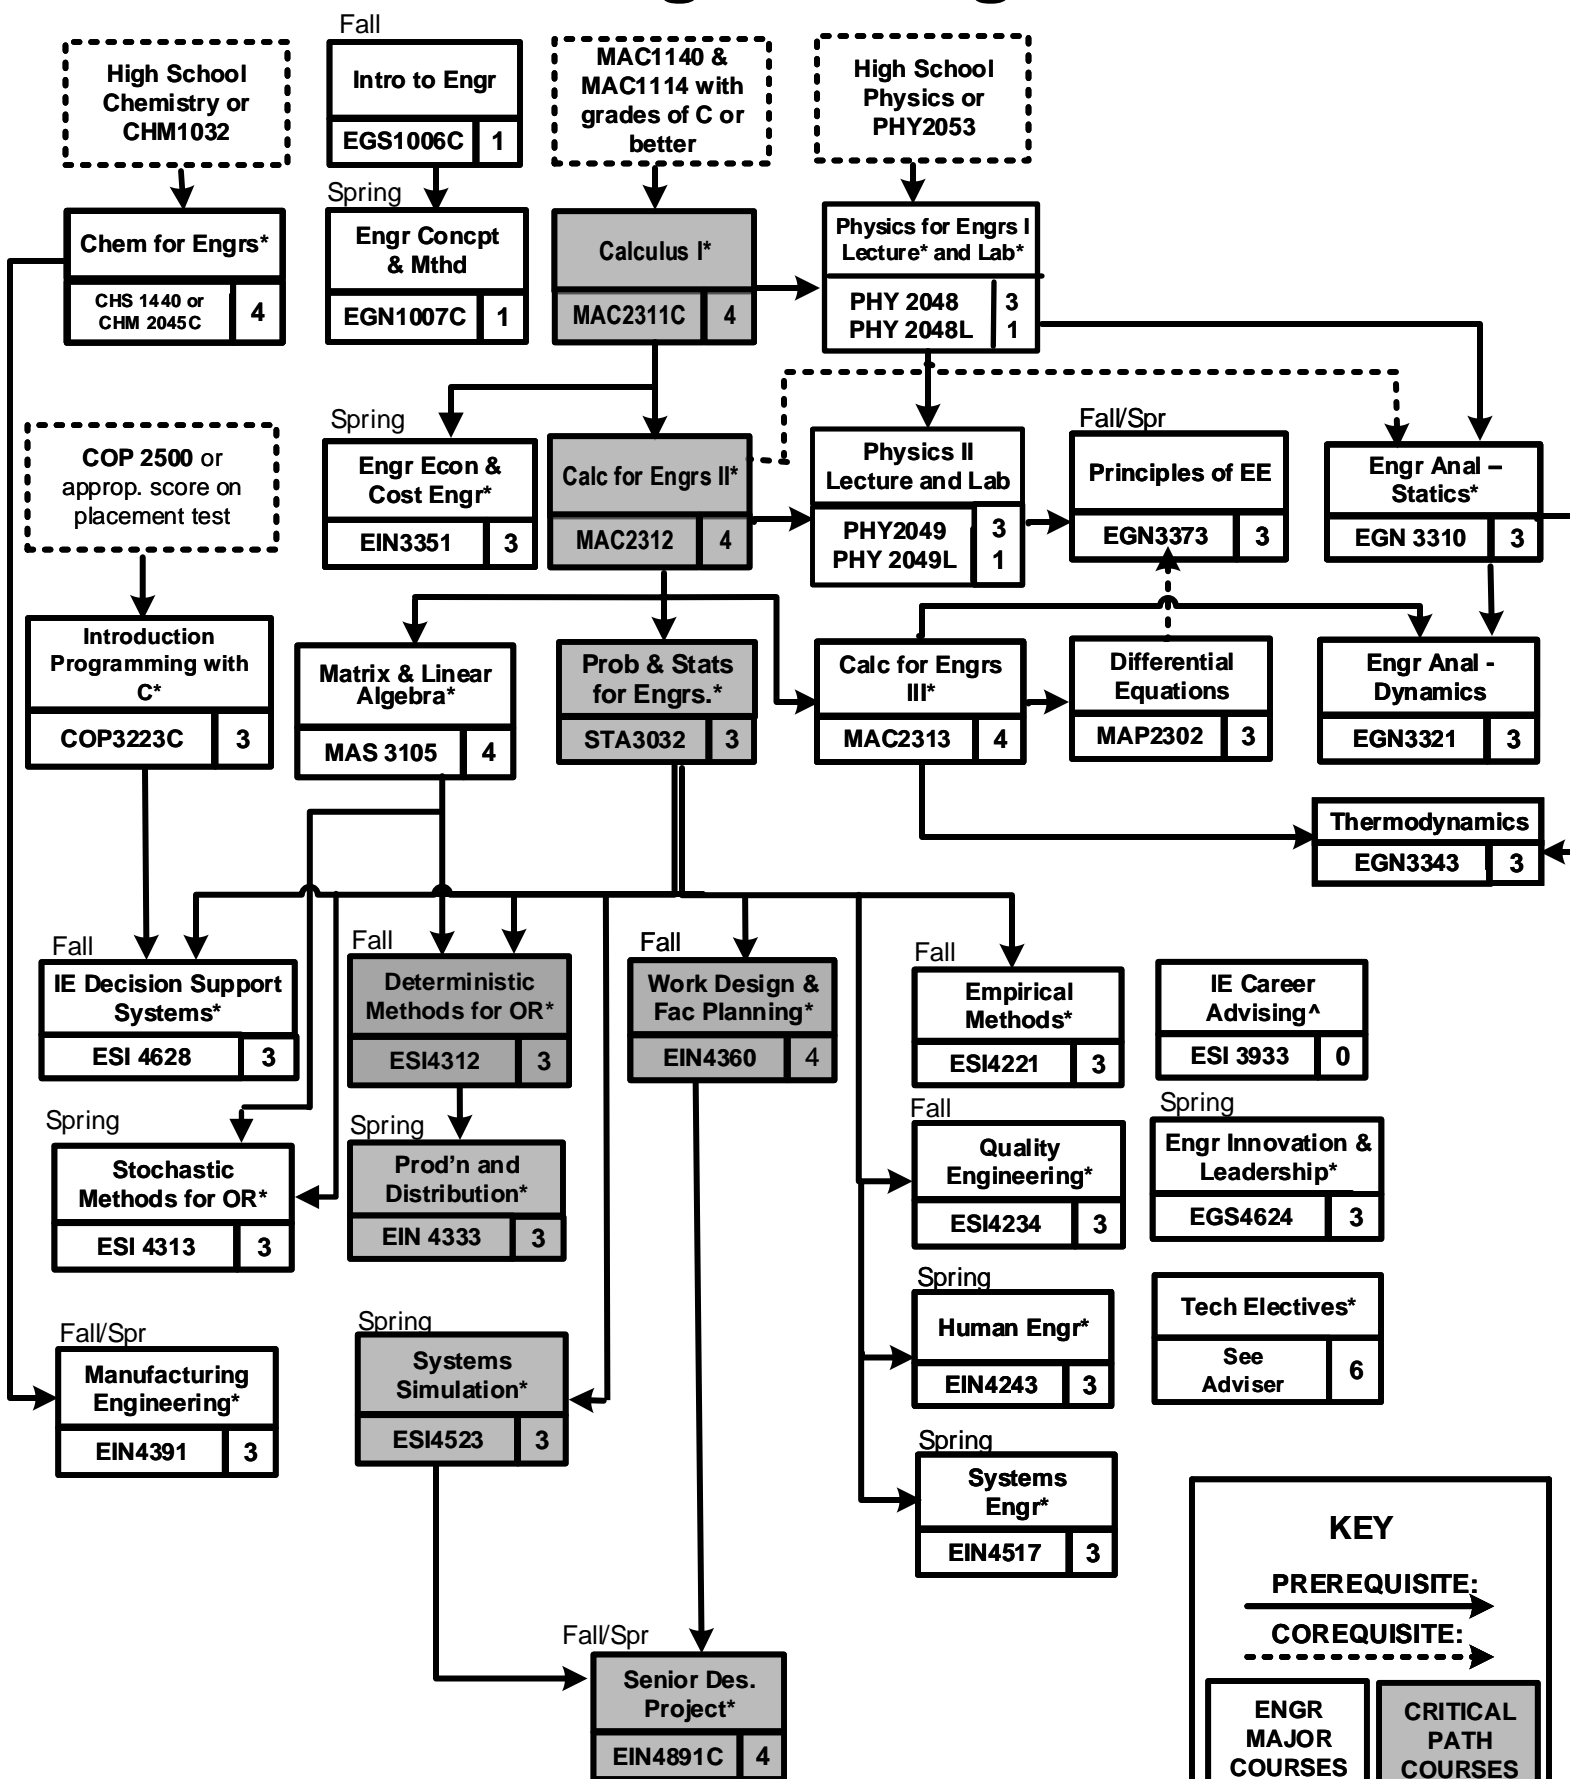 Fall
High School
Chemistry or
CHM1032
Intro to Engr
EGS1006C 1
MAC1140 &
MAC1114 with
grades of C or
better
High School
Physics or
PHY2053
Spring
Chem for Engrs*
CHS 1440 or
CHM 2045C
4
Engr Concpt
& Mthd
EGN1007C 1
Calculus I*
MAC2311C 4
Physics for Engrs I
Lecture* and Lab*
PHY 2048 3
PHY 2048L 1
COP 2500 or
approp. score on
placement test
Spring
Engr Econ &
Cost Engr*
EIN3351 3
Calc for Engrs II*
MAC2312 4
Physics II
Lecture and Lab
PHY2049 3
PHY 2049L 1
Fall/Spr
Principles of EE
EGN3373 3
Engr Anal –
Statics*
EGN 3310 3
Introduction
Programming with
C*
COP3223C 3
Matrix & Linear
Algebra*
MAS 3105 4
Prob & Stats
for Engrs.*
STA3032 3
Calc for Engrs
III*
MAC2313 4
Differential
Equations
MAP2302 3
Engr Anal -
Dynamics
EGN3321 3
Thermodynamics
EGN3343 3
Fall
IE Decision Support
Systems*
ESI 4628 3
Fall
Deterministic
Methods for OR*
ESI4312 3
Fall
Work Design &
Fac Planning*
EIN4360 4
Fall
Empirical
Methods*
ESI4221 3
IE Career
Advising^
ESI 3933 0
Spring
Stochastic
Methods for OR*
ESI 4313 3
Spring
Prod'n and
Distribution*
EIN 4333 3
Fall
Quality
Engineering*
ESI4234 3
Spring
Engr Innovation &
Leadership*
EGS4624 3
Fall/Spr
Manufacturing
Engineering*
EIN4391 3
Spring
Systems
Simulation*
ESI4523 3
Spring
Human Engr*
EIN4243 3
Tech Electives*
See
Adviser
6
Spring
Systems
Engr*
EIN4517 3
Fall/Spr
Senior Des.
Project*
EIN4891C 4
KEY
PREREQUISITE:
COREQUISITE:
ENGR
MAJOR
COURSES
CRITICAL
PATH
COURSES